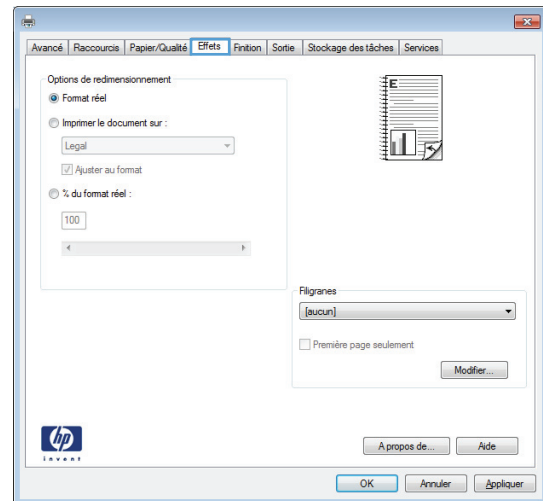 Avancé Raccourcis Papier/Qualité Effets Finition Sortie Stockage des tâches Services
Options de redimensionnement
Format réel
Imprimer le document sur :
Legal
Ajuster au format
% du format réel :
100
E
Filigranes
[aucun]
Première page seulement
Modifier...
hp
invent
A propos de... Aide
OK Annuler Appliquer